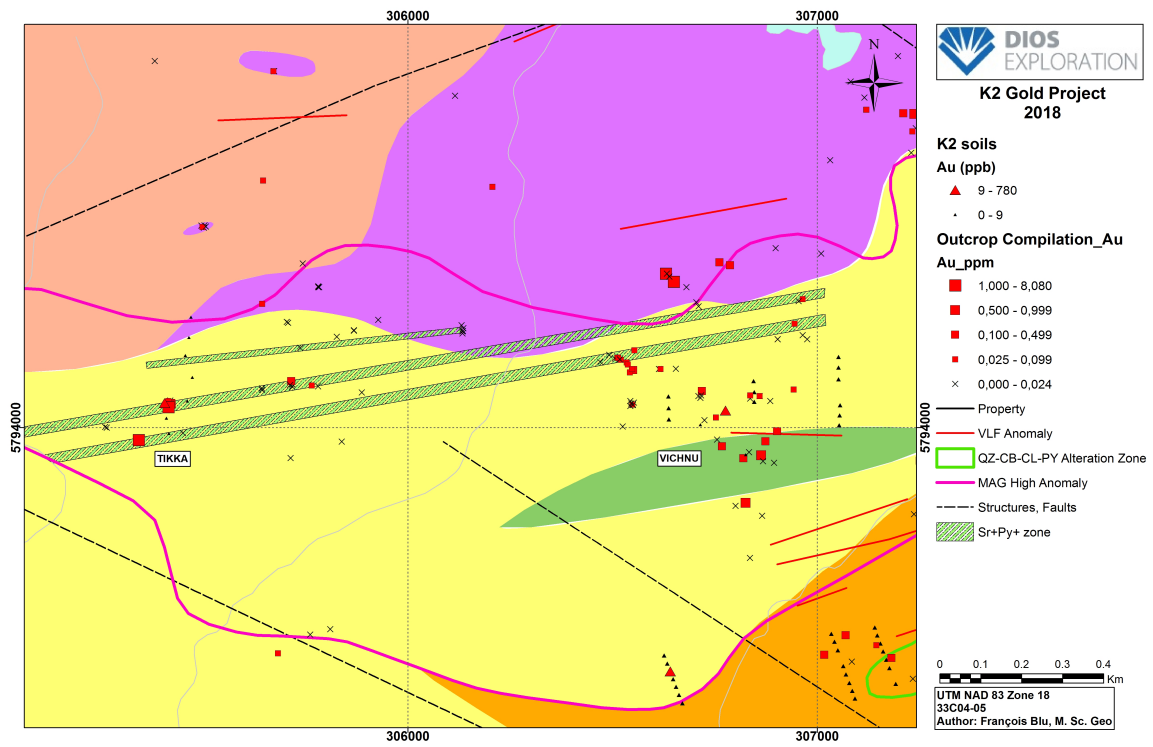 306000
307000
N
5794000
5794000
TIKKA
VICHNU
306000
307000
DIOS
EXPLORATION
K2 Gold Project
2018
K2 soils
Au (ppb)
9 - 780
0 - 9
Outcrop Compilation_Au
Au_ppm
1,000 - 8,080
0,500 - 0,999
0,100 - 0,499
0,025 - 0,099
0,000 - 0,024
Property
VLF Anomaly
QZ-CB-CL-PY Alteration Zone
MAG High Anomaly
Structures, Faults
Sr+Py+ zone
0 0.1 0.2 0.3 0.4
Km
UTM NAD 83 Zone 18
33C04-05
Author: François Blu, M. Sc. Geo